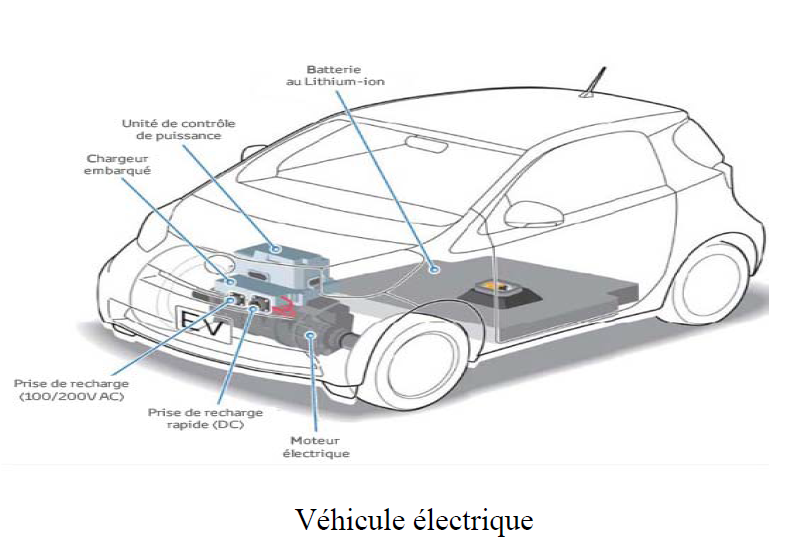 Batterie
au Lithium-ion
Unité de contrôle
de puissance
Chargeur
embarqué
EV
Prise de recharge
(100/200V AC)
Prise de recharge
rapide (DC)
Moteur
électrique
Véhicule électrique